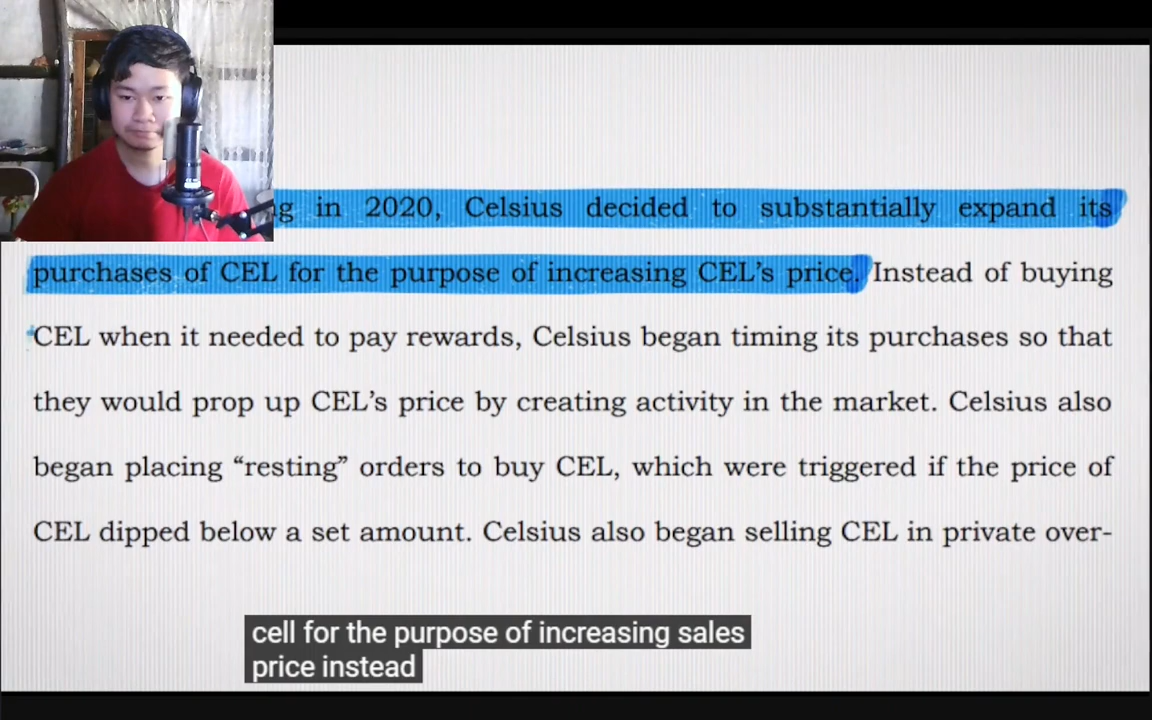 in 2020, Celsius decided to substantially expand its
purchases of CEL for the purpose of increasing CEL’s price. Instead of buying
CEL when it needed to pay rewards, Celsius began timing its purchases so that
they would prop up CEL’s price by creating activity in the market. Celsius also
began placing “resting” orders to buy CEL, which were triggered if the price of
CEL dipped below a set amount. Celsius also began selling CEL in private over-
cell for the purpose of increasing sales
price instead